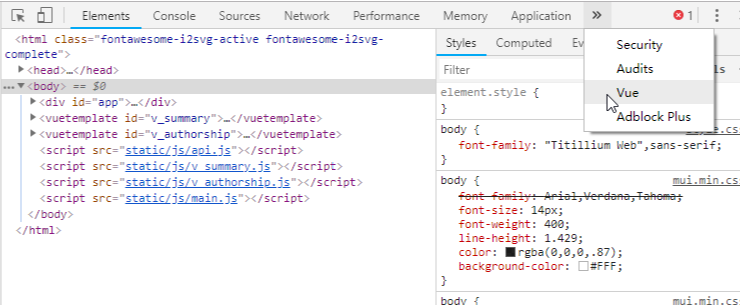 Elements Console Sources Network Performance Memory Application » 1
<html class="fontawesome-i2svg-active fontawesome-i2svg-
complete">
<head>…</head>
<body> == $0
<div id="app">…</div>
<vuetemplate id="v_summary">…</vuetemplate>
<vuetemplate id="v_authorship">…</vuetemplate>
<script src="static/js/api.js"></script>
<script src="static/js/v_summary.js"></script>
<script src="static/js/v_authorship.js"></script>
<script src="static/js/main.js"></script>
</body>
</html>
Styles Computed Ev
Filter ls
element.style {
}
body { style.css
font-family: "Titillium Web",sans-serif;
}
body { mui.min.cs
font-family: Arial,Verdana,Tahoma;
font-size: 14px;
font-weight: 400;
line-height: 1.429;
color: rgba(0,0,0,.87);
background-color: #FFF;
}
body { mui.min.cs
Security
Audits
Vue
Adblock Plus